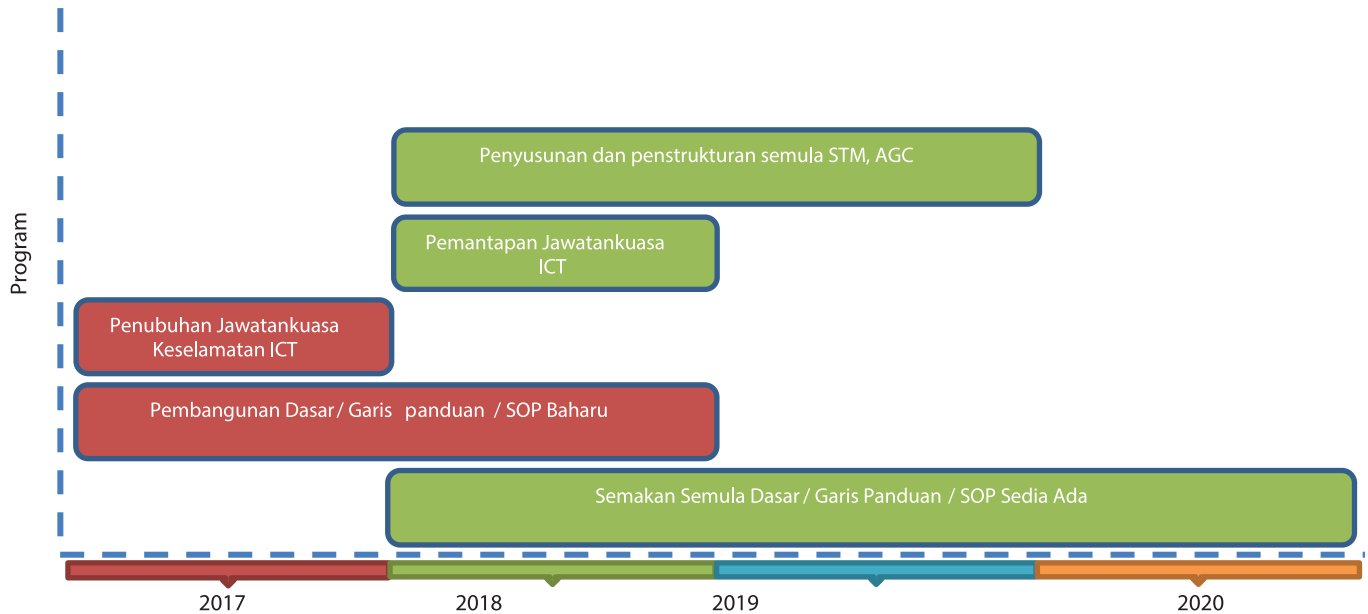 Program
Penyusunan dan penstrukturan semula STM, AGC
Pemantapan Jawatankuasa
ICT
Penubuhan Jawatankuasa
Keselamatan ICT
Pembangunan Dasar / Garis panduan / SOP Baharu
Semakan Semula Dasar / Garis Panduan / SOP Sedia Ada
2017
2018
2019
2020